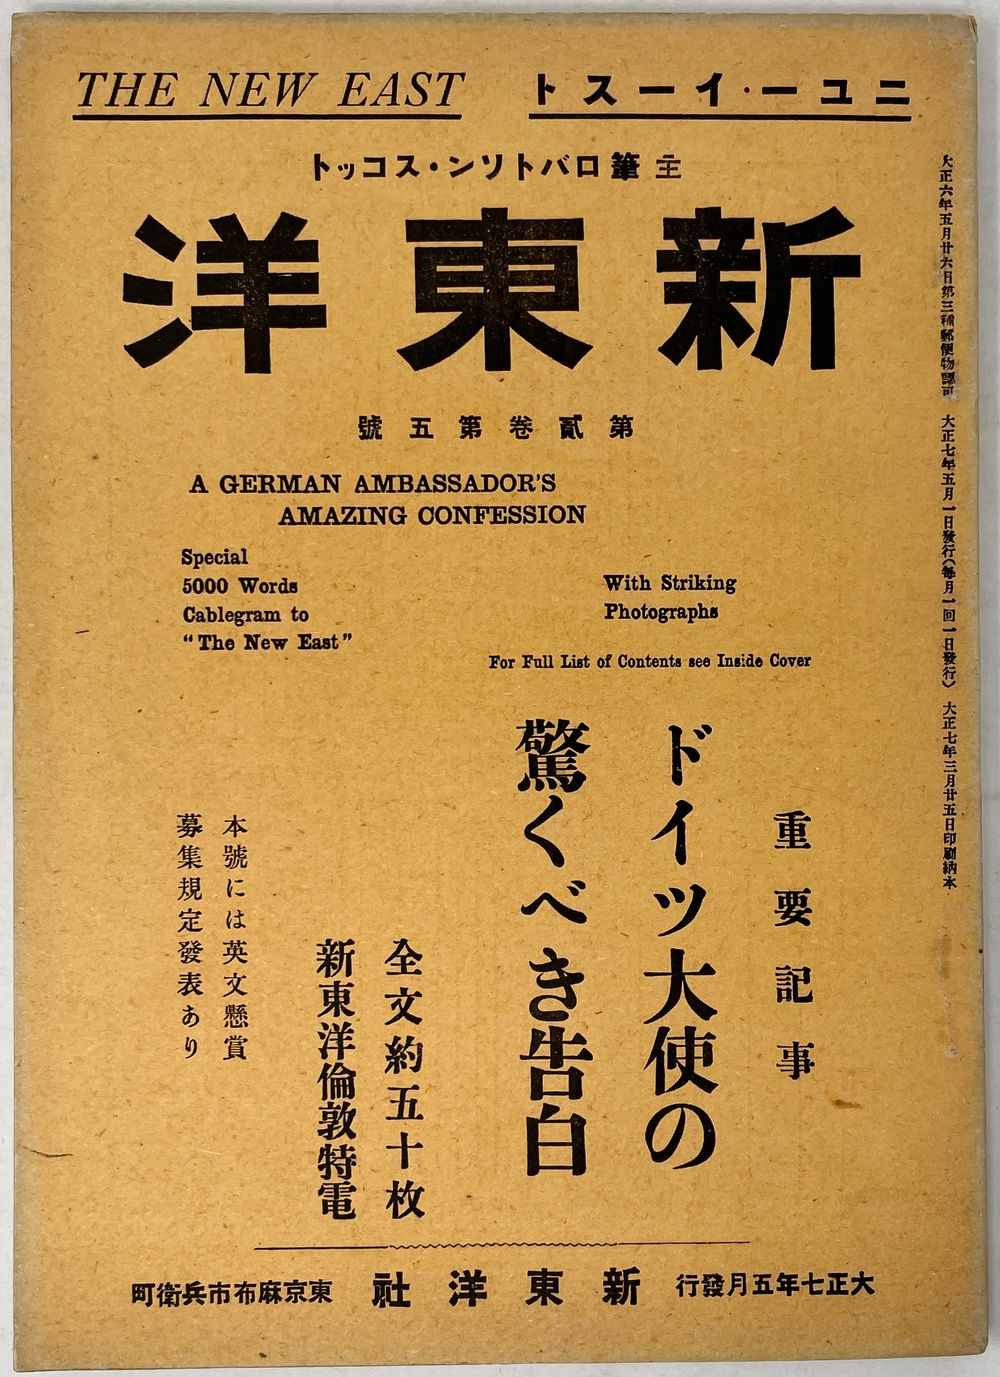 THE NEW EAST
ニユー・イースト
主筆ロバトソン・スコット
新東洋
第貳卷第五號
大正六年五月廿六日第三種郵便物認可 大正七年五月一日發行(每月一回一日發行) 大正七年三月廿五日印刷納本
A GERMAN AMBASSADOR'S
AMAZING CONFESSION
Special
5000 Words
Cablegram to
"The New East"
With Striking
Photographs
For Full List of Contents see Inside Cover
重要記事
ドイツ大使の
驚くべき告白
全文約五十枚
新東洋倫敦特電
本號には英文懸賞
募集規定發表あり
大正七年五月發行 新東洋社 東京麻布市兵衛町